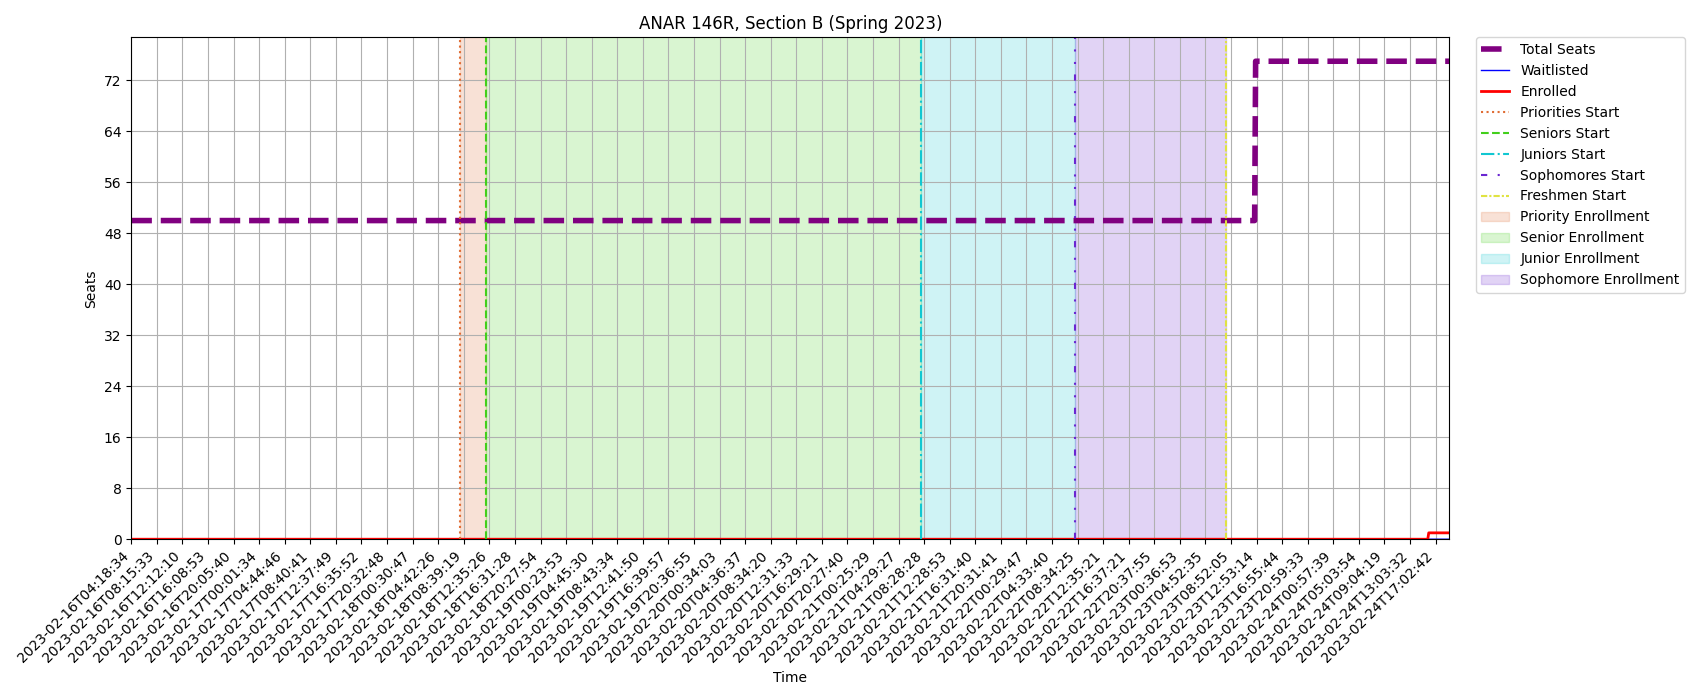 ANAR 146R, Section B (Spring 2023)
Total Seats
Waitlisted
Enrolled
Priorities Start
Seniors Start
Juniors Start
Sophomores Start
Freshmen Start
Priority Enrollment
Senior Enrollment
Junior Enrollment
Sophomore Enrollment
72
64
56
48
40
32
24
16
8
0
Seats
2023-02-16T04:18:34
2023-02-16T08:15:33
2023-02-16T12:12:10
2023-02-16T16:08:53
2023-02-16T20:05:40
2023-02-17T00:01:34
2023-02-17T04:44:46
2023-02-17T08:40:41
2023-02-17T12:37:49
2023-02-17T16:35:52
2023-02-17T20:32:48
2023-02-18T00:30:47
2023-02-18T04:42:26
2023-02-18T08:39:19
2023-02-18T12:35:26
2023-02-18T16:31:28
2023-02-18T20:27:54
2023-02-19T00:23:53
2023-02-19T04:45:30
2023-02-19T08:43:34
2023-02-19T12:41:50
2023-02-19T16:39:57
2023-02-19T20:36:55
2023-02-20T00:34:03
2023-02-20T04:36:37
2023-02-20T08:34:20
2023-02-20T12:31:33
2023-02-20T16:29:21
2023-02-20T20:27:40
2023-02-21T00:25:29
2023-02-21T04:29:27
2023-02-21T08:28:28
2023-02-21T12:28:53
2023-02-21T16:31:40
2023-02-21T20:31:41
2023-02-22T00:29:47
2023-02-22T04:33:40
2023-02-22T08:34:25
2023-02-22T12:35:21
2023-02-22T16:37:21
2023-02-22T20:37:55
2023-02-23T00:36:53
2023-02-23T04:52:35
2023-02-23T08:52:05
2023-02-23T12:53:14
2023-02-23T16:55:44
2023-02-23T20:59:33
2023-02-24T00:57:39
2023-02-24T05:03:54
2023-02-24T09:04:19
2023-02-24T13:03:32
2023-02-24T17:02:42
Time